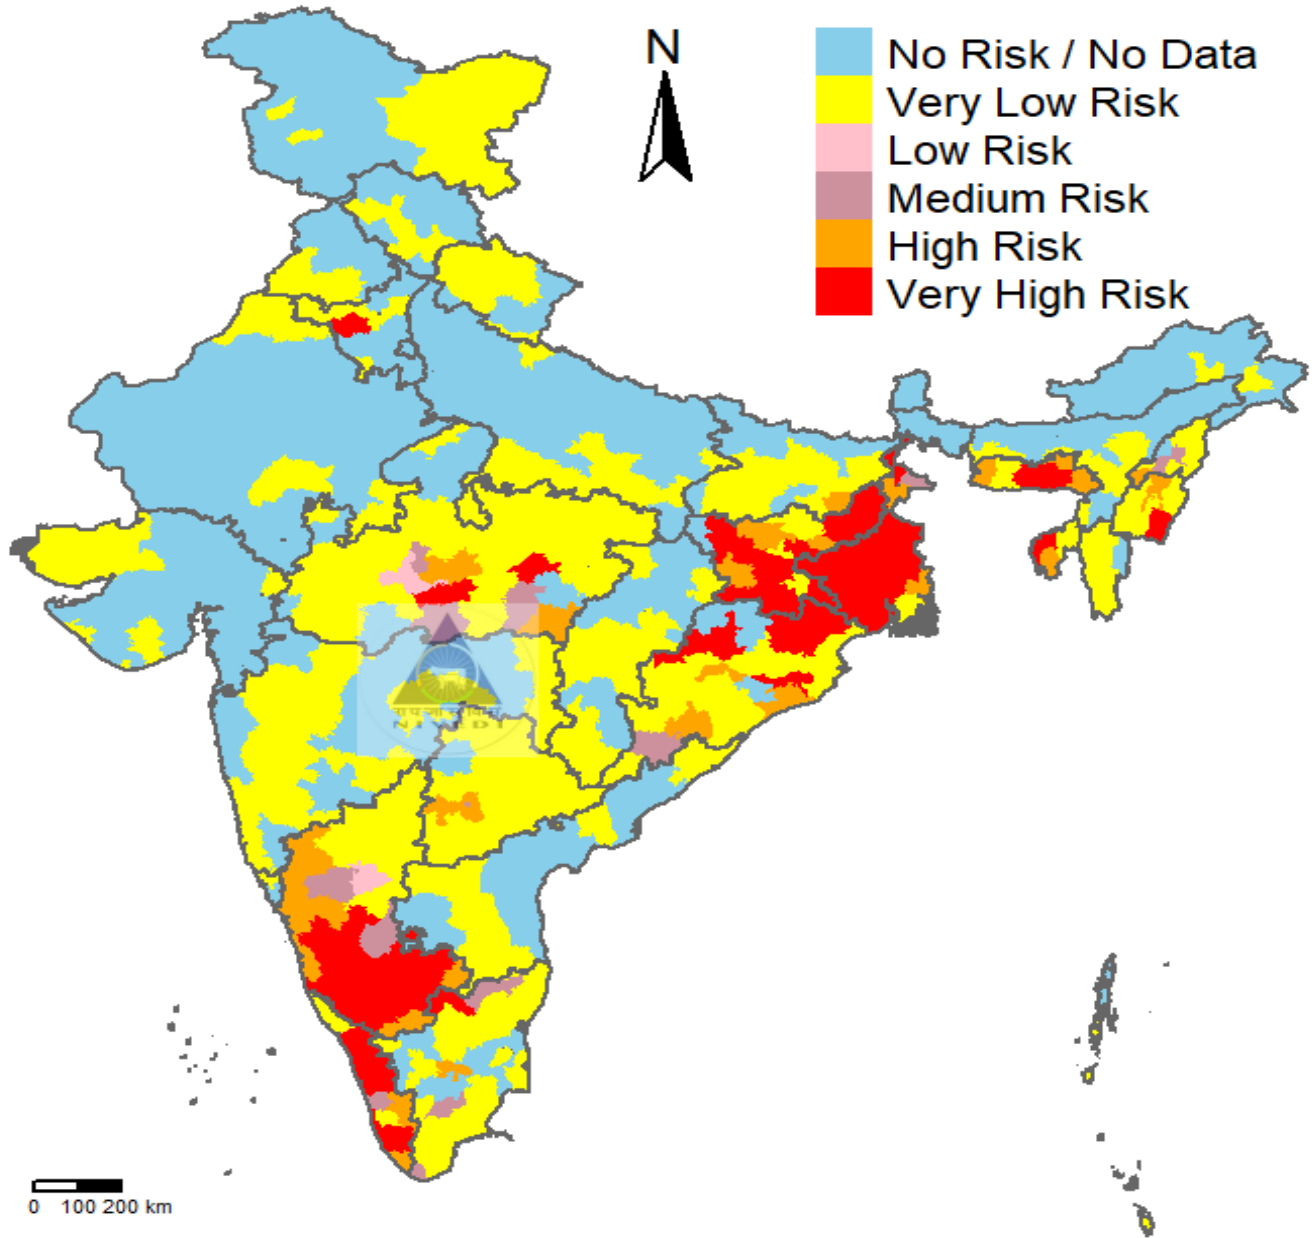 N
No Risk / No Data
Very Low Risk
Low Risk
Medium Risk
High Risk
Very High Risk
NIVEDI
0 100 200 km